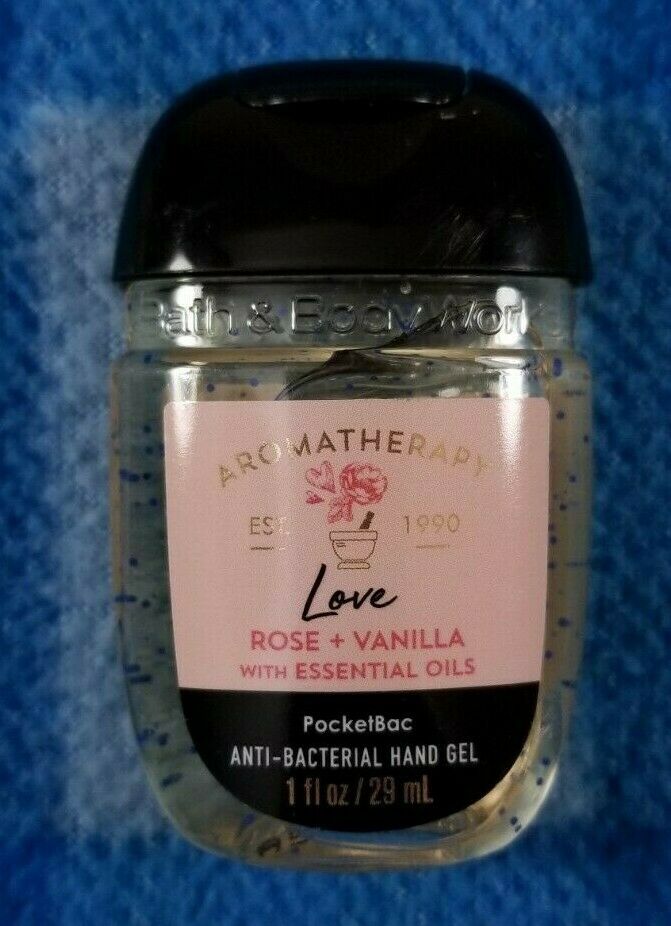 Bath & Body Works
AROMATHERAPY
EST. 1990
Love
ROSE + VANILLA
WITH ESSENTIAL OILS
PocketBac
ANTI-BACTERIAL HAND GEL
1 fl oz / 29 mL